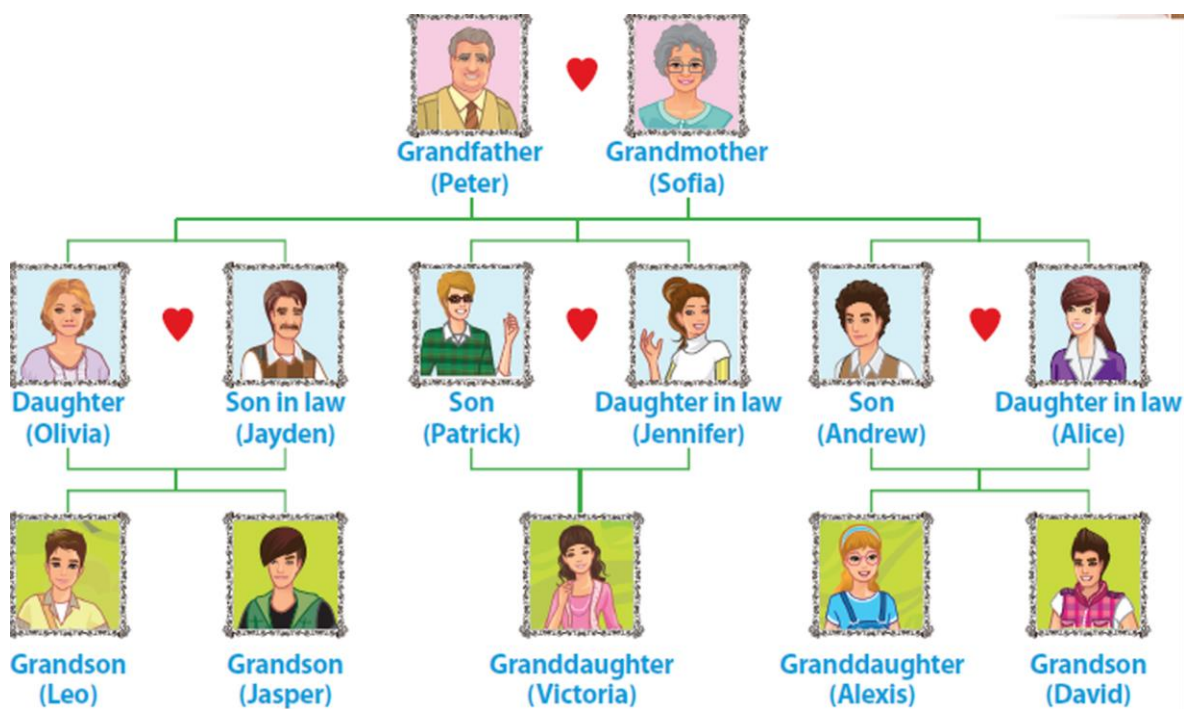 Grandfather
(Peter)
Grandmother
(Sofia)
Daughter
(Olivia)
Son in law
(Jayden)
Son
(Patrick)
Daughter in law
(Jennifer)
Son
(Andrew)
Daughter in law
(Alice)
Grandson
(Leo)
Grandson
(Jasper)
Granddaughter
(Victoria)
Granddaughter
(Alexis)
Grandson
(David)